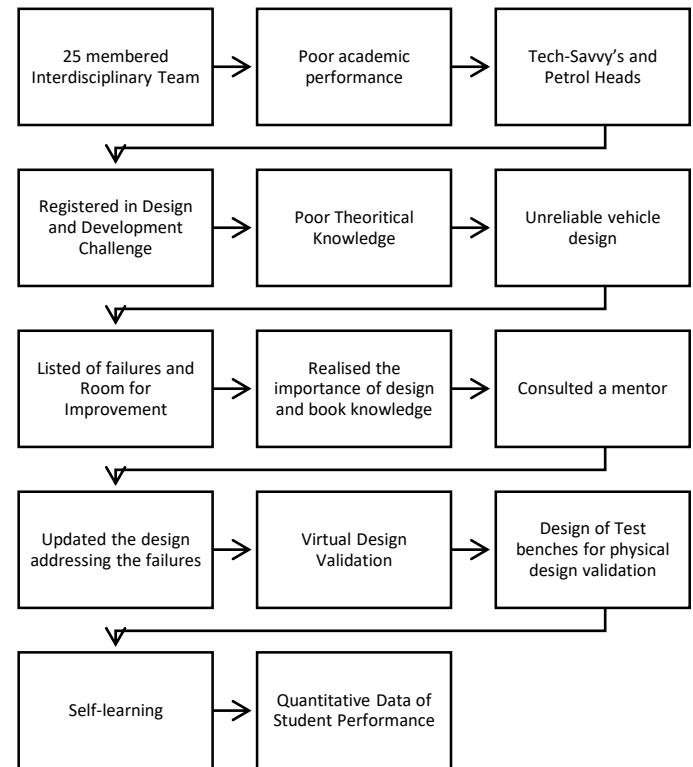 25 membered
Interdisciplinary Team
Poor academic
performance
Tech-Savvy's and
Petrol Heads
Registered in Design
and Development
Challenge
Poor Theoritical
Knowledge
Unreliable vehicle
design
Listed of failures and
Room for
Improvement
Realised the
importance of design
and book knowledge
Consulted a mentor
Updated the design
addressing the failures
Virtual Design
Validation
Design of Test
benches for physical
design validation
Self-learning
Quantitative Data of
Student Performance